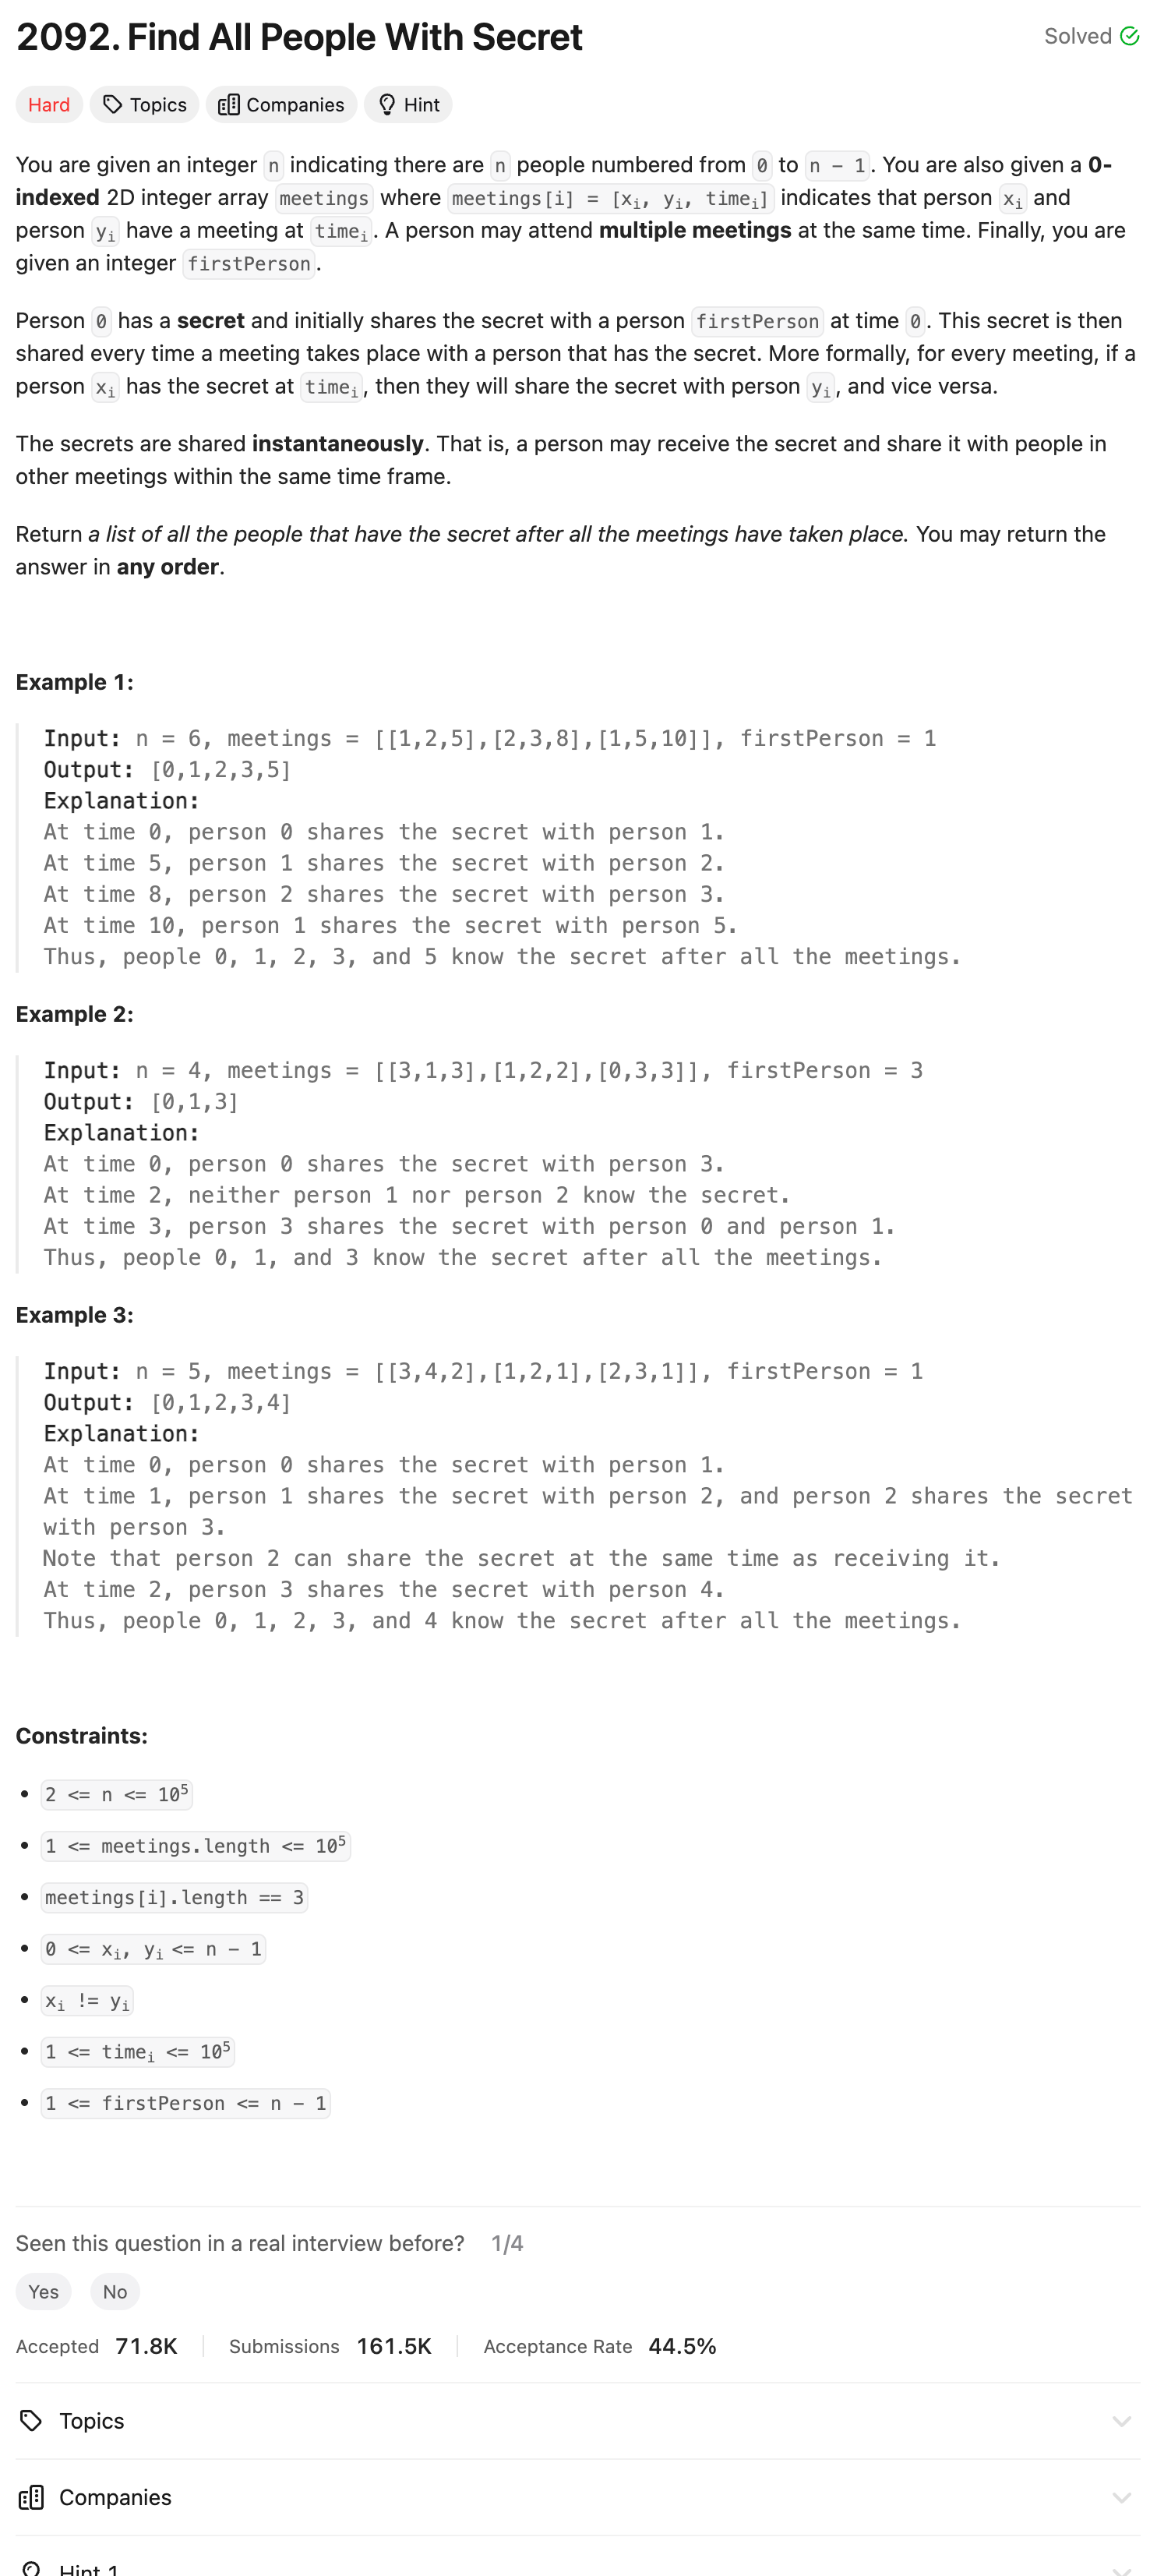 2092. Find All People With Secret
Solved
Hard Topics Companies Hint
You are given an integer n indicating there are n people numbered from 0 to n - 1. You are also given a 0-
indexed 2D integer array meetings where meetings[i] = [xi, yi, timei] indicates that person xi and
person yi have a meeting at timei. A person may attend multiple meetings at the same time. Finally, you are
given an integer firstPerson.
Person 0 has a secret and initially shares the secret with a person firstPerson at time 0. This secret is then
shared every time a meeting takes place with a person that has the secret. More formally, for every meeting, if a
person xi has the secret at timei, then they will share the secret with person yi, and vice versa.
The secrets are shared instantaneously. That is, a person may receive the secret and share it with people in
other meetings within the same time frame.
Return a list of all the people that have the secret after all the meetings have taken place. You may return the
answer in any order.
Example 1:
Input: n = 6, meetings = [[1,2,5],[2,3,8],[1,5,10]], firstPerson = 1
Output: [0,1,2,3,5]
Explanation:
At time 0, person 0 shares the secret with person 1.
At time 5, person 1 shares the secret with person 2.
At time 8, person 2 shares the secret with person 3.
At time 10, person 1 shares the secret with person 5.
Thus, people 0, 1, 2, 3, and 5 know the secret after all the meetings.
Example 2:
Input: n = 4, meetings = [[3,1,3],[1,2,2],[0,3,3]], firstPerson = 3
Output: [0,1,3]
Explanation:
At time 0, person 0 shares the secret with person 3.
At time 2, neither person 1 nor person 2 know the secret.
At time 3, person 3 shares the secret with person 0 and person 1.
Thus, people 0, 1, and 3 know the secret after all the meetings.
Example 3:
Input: n = 5, meetings = [[3,4,2],[1,2,1],[2,3,1]], firstPerson = 1
Output: [0,1,2,3,4]
Explanation:
At time 0, person 0 shares the secret with person 1.
At time 1, person 1 shares the secret with person 2, and person 2 shares the secret
with person 3.
Note that person 2 can share the secret at the same time as receiving it.
At time 2, person 3 shares the secret with person 4.
Thus, people 0, 1, 2, 3, and 4 know the secret after all the meetings.
Constraints:
• 2 <= n <= 10⁵
• 1 <= meetings.length <= 10⁵
• meetings[i].length == 3
• 0 <= xi, yi <= n - 1
• xi != yi
• 1 <= timei <= 10⁵
• 1 <= firstPerson <= n - 1
Seen this question in a real interview before? 1/4
Yes No
Accepted 71.8K Submissions 161.5K Acceptance Rate 44.5%
Topics
Companies
Hint 1